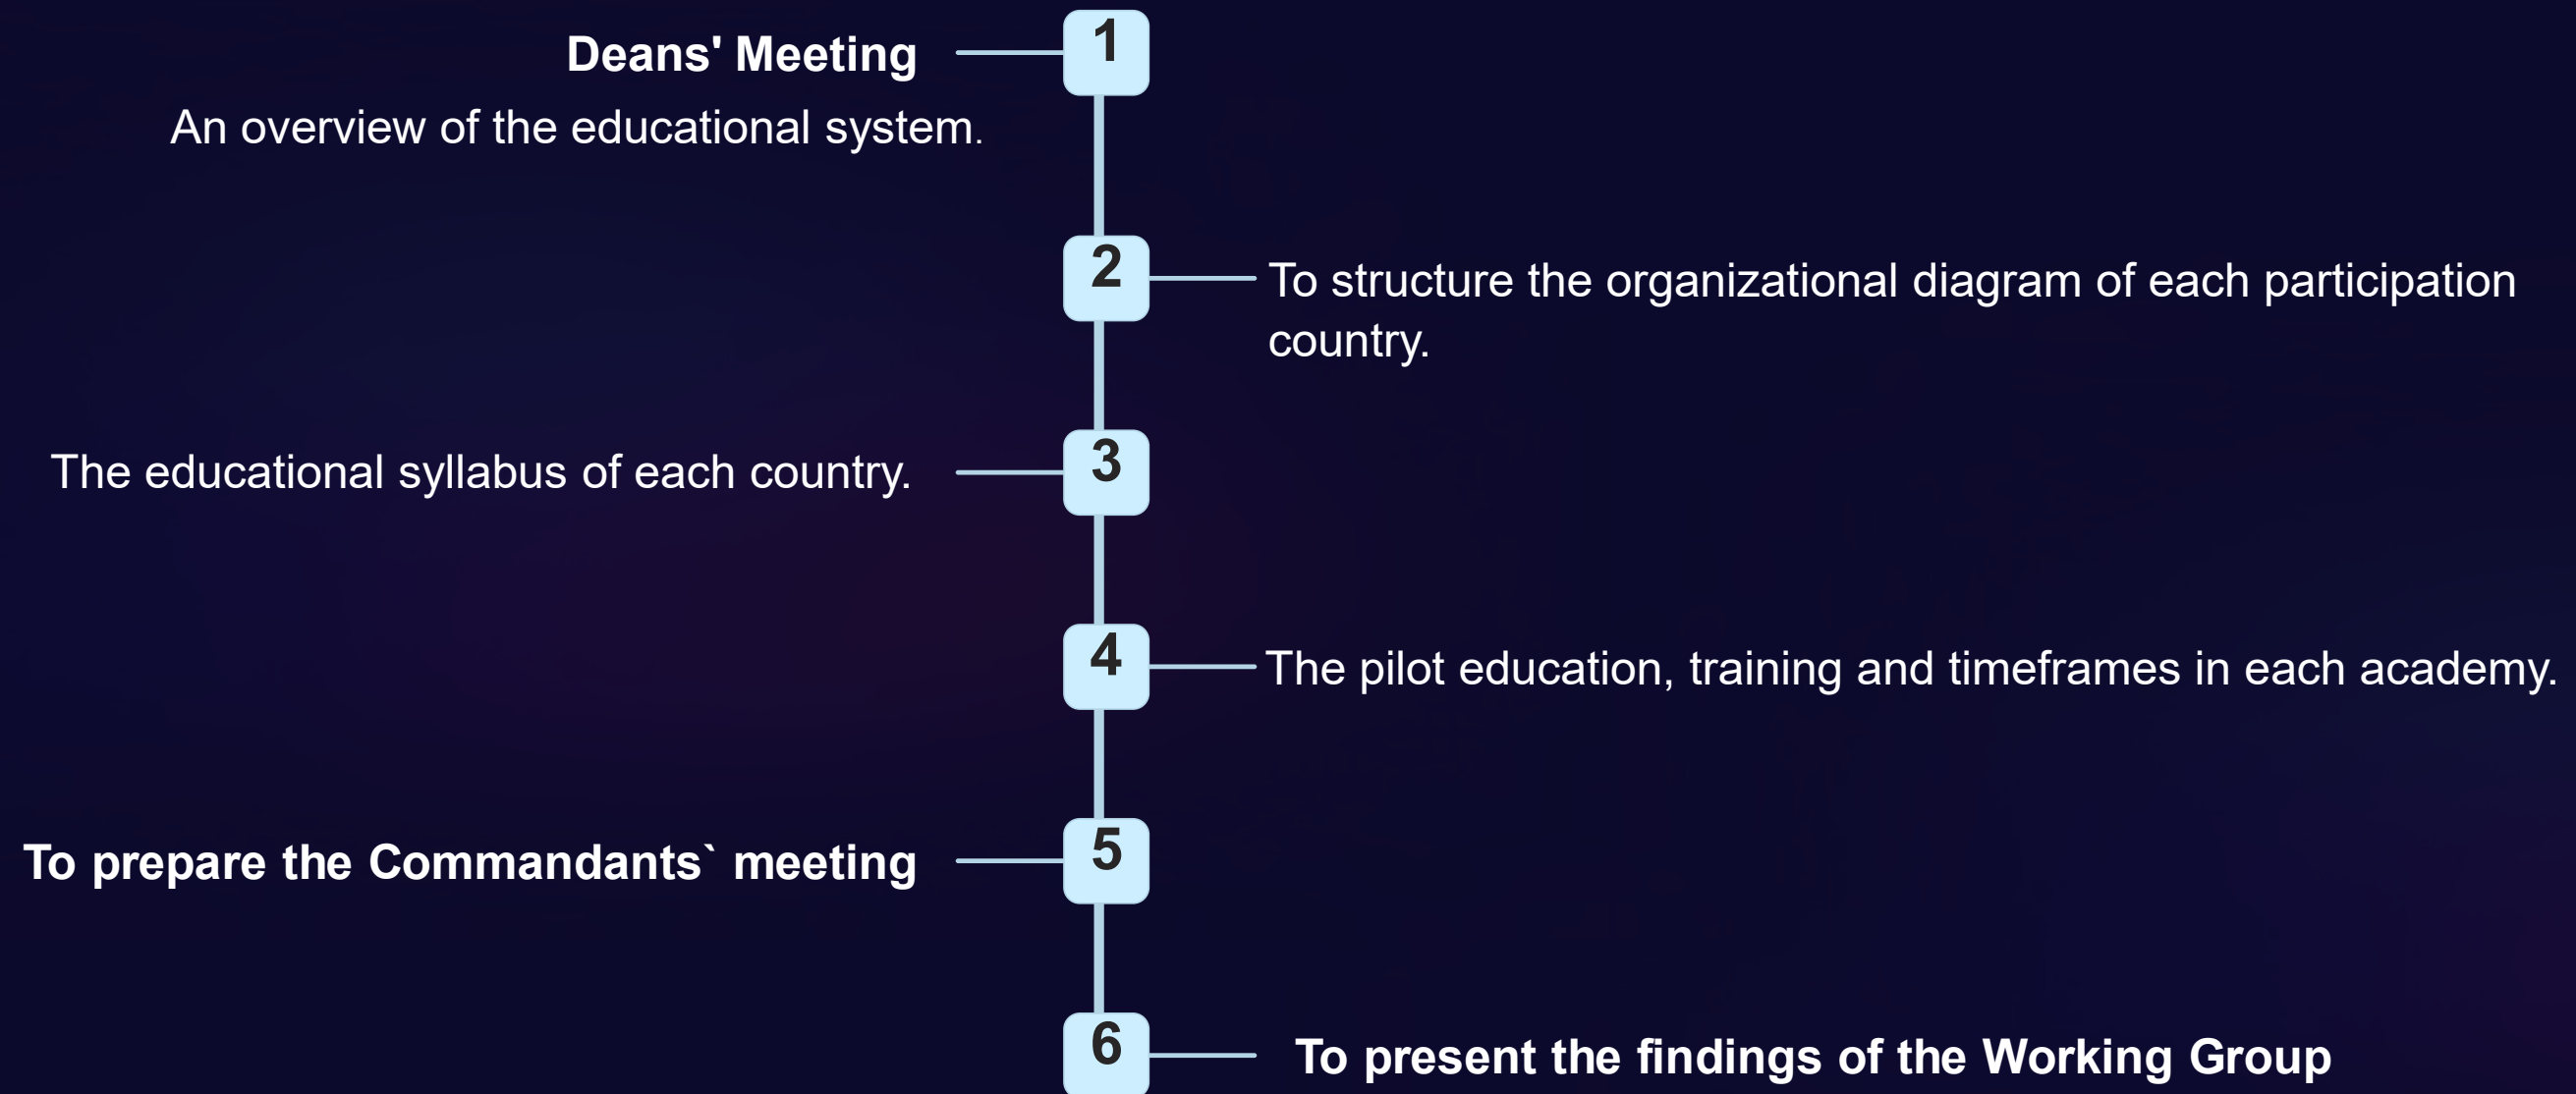 1
Deans' Meeting
An overview of the educational system.
2
To structure the organizational diagram of each participation
country.
3
The educational syllabus of each country.
4
The pilot education, training and timeframes in each academy.
5
To prepare the Commandants` meeting
6
To present the findings of the Working Group